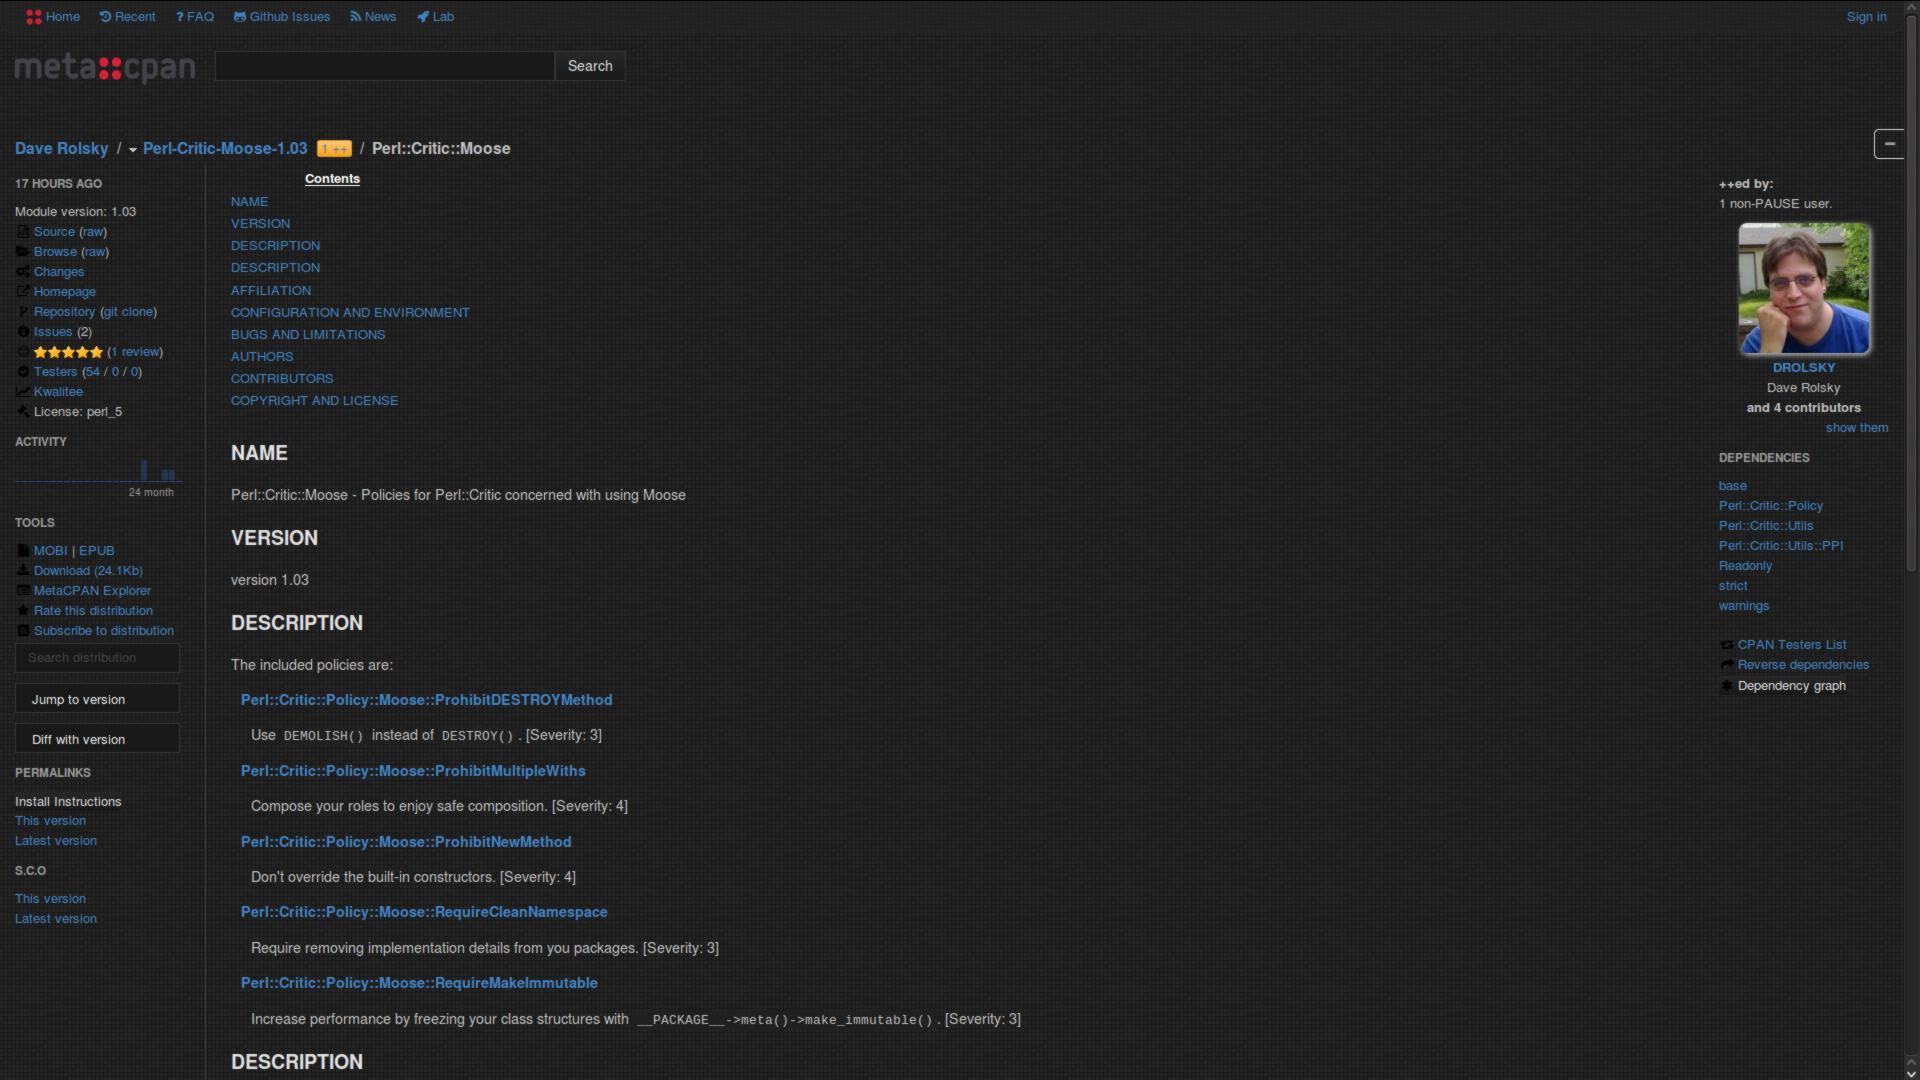 Home Recent ? FAQ Github Issues News Lab Sign in
meta::cpan Search
Dave Rolsky / Perl-Critic-Moose-1.03 1 ++ / Perl::Critic::Moose
17 HOURS AGO
Module version: 1.03
Source (raw)
Browse (raw)
Changes
Homepage
Repository (git clone)
Issues (2)
(1 review)
Testers (54 / 0 / 0)
Kwalitee
License: perl_5
ACTIVITY
24 month
TOOLS
MOBI | EPUB
Download (24.1Kb)
MetaCPAN Explorer
Rate this distribution
Subscribe to distribution
Search distribution
Jump to version
Diff with version
PERMALINKS
Install Instructions
This version
Latest version
S.C.O
This version
Latest version
Contents
NAME
VERSION
DESCRIPTION
DESCRIPTION
AFFILIATION
CONFIGURATION AND ENVIRONMENT
BUGS AND LIMITATIONS
AUTHORS
CONTRIBUTORS
COPYRIGHT AND LICENSE
NAME
Perl::Critic::Moose - Policies for Perl::Critic concerned with using Moose
VERSION
version 1.03
DESCRIPTION
The included policies are:
Perl::Critic::Policy::Moose::ProhibitDESTROYMethod
Use DEMOLISH() instead of DESTROY(). [Severity: 3]
Perl::Critic::Policy::Moose::ProhibitMultipleWiths
Compose your roles to enjoy safe composition. [Severity: 4]
Perl::Critic::Policy::Moose::ProhibitNewMethod
Don't override the built-in constructors. [Severity: 4]
Perl::Critic::Policy::Moose::RequireCleanNamespace
Require removing implementation details from you packages. [Severity: 3]
Perl::Critic::Policy::Moose::RequireMakeImmutable
Increase performance by freezing your class structures with __PACKAGE__->meta()->make_immutable(). [Severity: 3]
DESCRIPTION
++ed by:
1 non-PAUSE user.
DROLSKY
Dave Rolsky
and 4 contributors
show them
DEPENDENCIES
base
Perl::Critic::Policy
Perl::Critic::Utils
Perl::Critic::Utils::PPI
Readonly
strict
warnings
CPAN Testers List
Reverse dependencies
Dependency graph